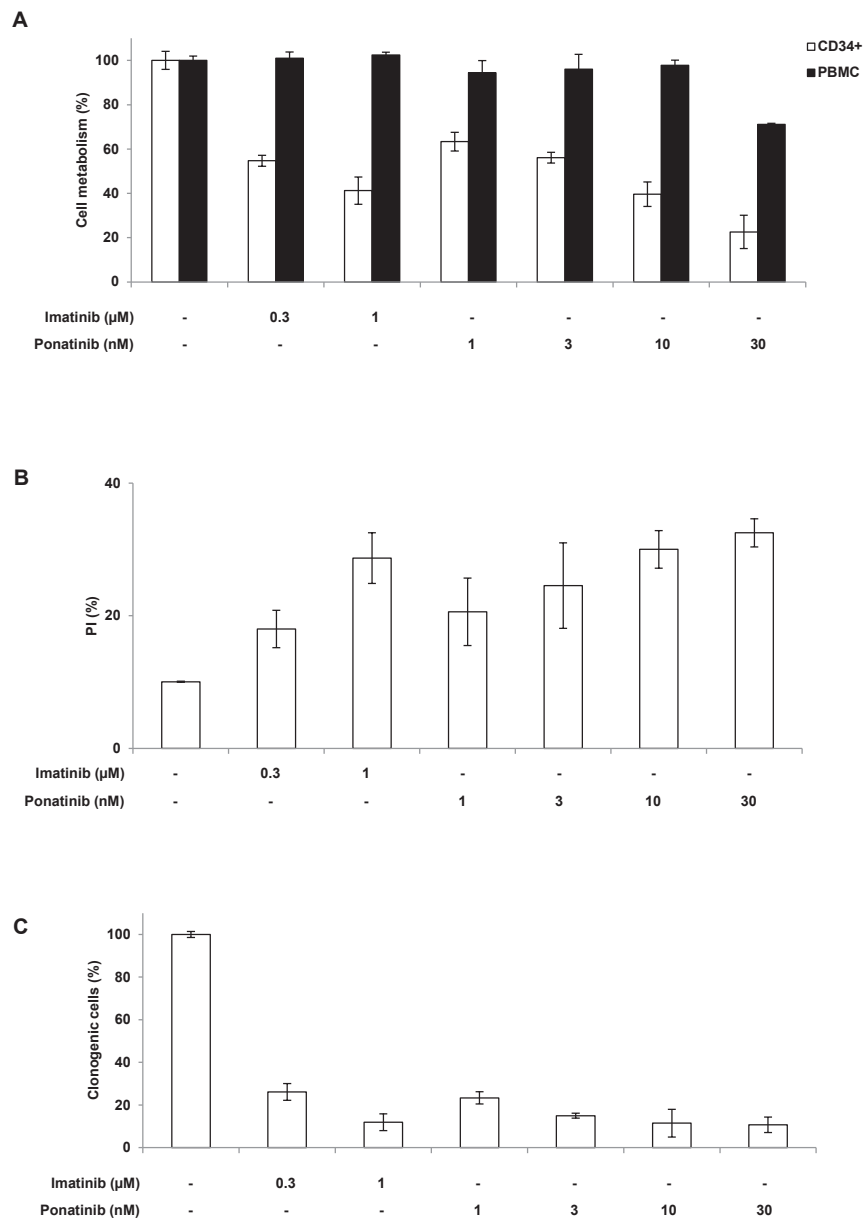 A
CD34+
PBMC
Cell metabolism (%)
100
80
60
40
20
0
Imatinib (µM) - 0.3 1 - - - -
Ponatinib (nM) - - - 1 3 10 30
B
PI (%)
40
20
0
Imatinib (µM) - 0.3 1 - - - -
Ponatinib (nM) - - - 1 3 10 30
C
Clonogenic cells (%)
100
80
60
40
20
0
Imatinib (µM) - 0.3 1 - - - -
Ponatinib (nM) - - - 1 3 10 30